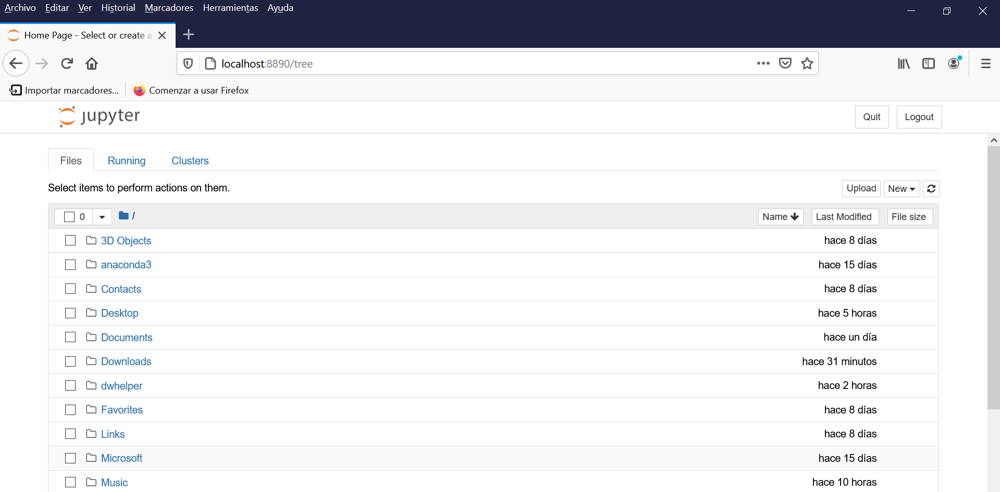 Archivo Editar Ver Historial Marcadores Herramientas Ayuda
Home Page - Select or create a
localhost:8890/tree
Importar marcadores... Comenzar a usar Firefox
jupyter Quit Logout
Files Running Clusters
Select items to perform actions on them. Upload New
0 / Name Last Modified File size
3D Objects hace 8 días
anaconda3 hace 15 días
Contacts hace 8 días
Desktop hace 5 horas
Documents hace un día
Downloads hace 31 minutos
dwhelper hace 2 horas
Favorites hace 8 días
Links hace 8 días
Microsoft hace 15 días
Music hace 10 horas